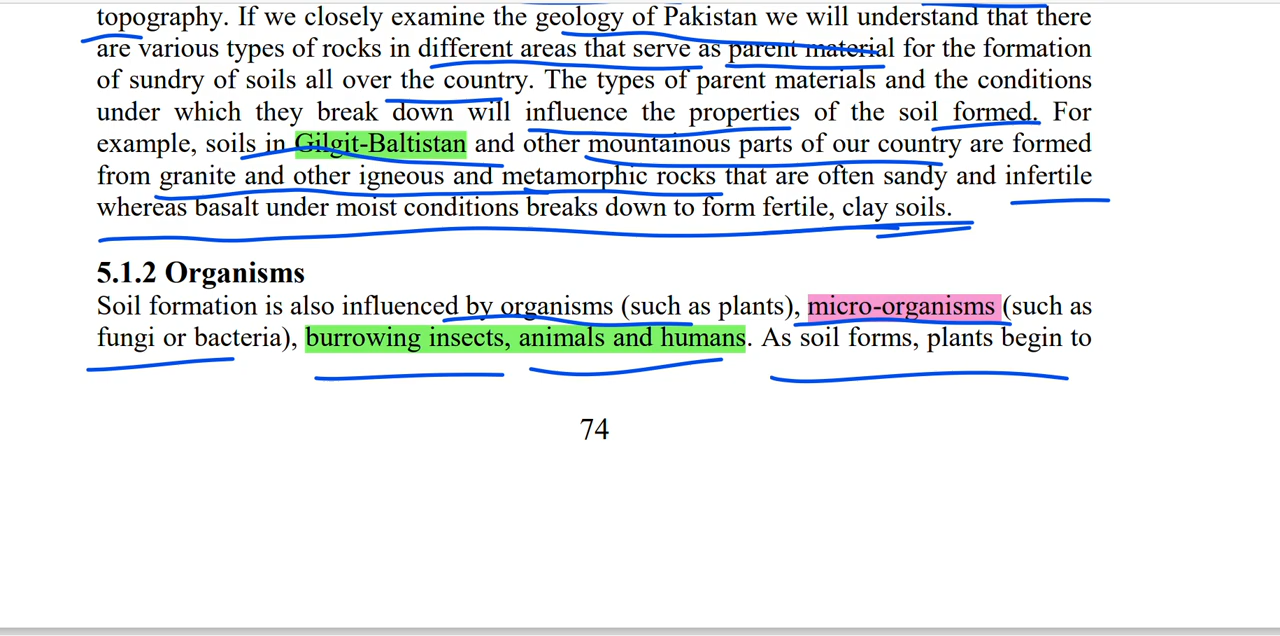 topography. If we closely examine the geology of Pakistan we will understand that there
are various types of rocks in different areas that serve as parent material for the formation
of sundry of soils all over the country. The types of parent materials and the conditions
under which they break down will influence the properties of the soil formed. For
example, soils in Gilgit-Baltistan and other mountainous parts of our country are formed
from granite and other igneous and metamorphic rocks that are often sandy and infertile
whereas basalt under moist conditions breaks down to form fertile, clay soils.
5.1.2 Organisms
Soil formation is also influenced by organisms (such as plants), micro-organisms (such as
fungi or bacteria), burrowing insects, animals and humans. As soil forms, plants begin to
74